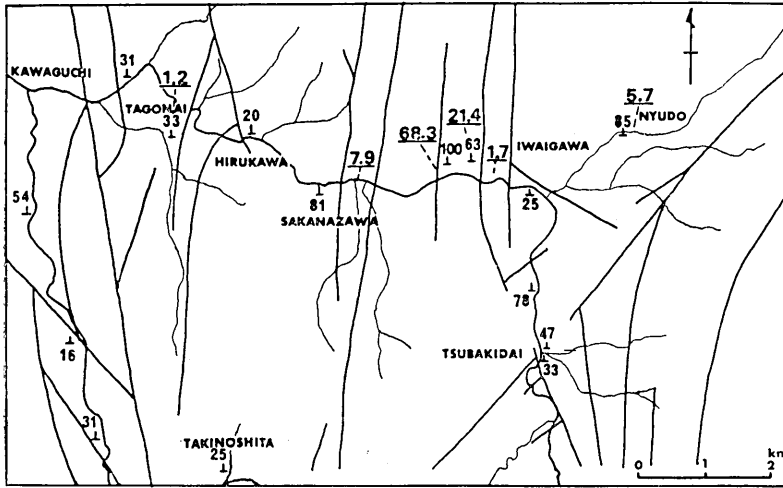 KAWAGUCHI
31
1.2
TAGOMAI
33
20
HIRUKAWA
7.9
81
SAKANAZAWA
68.3
21.4
100
63
1.7
IWAIGAWA
25
5.7
85
NYUDO
54
16
31
TAKINOSHITA
25
78
TSUBAKIDAI
47
33
0 1 2 km